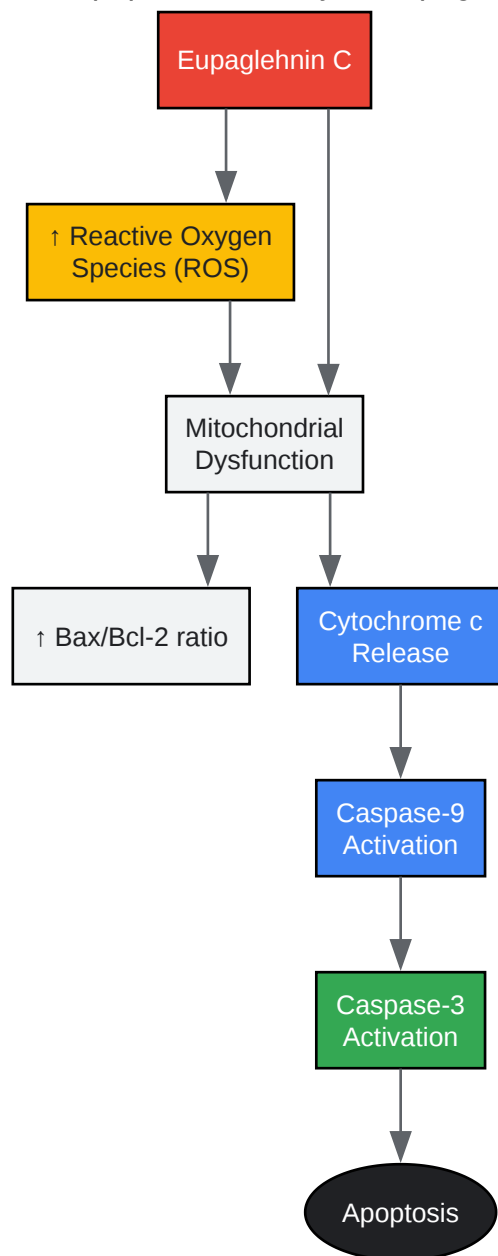 Eupaglehnin C
↑ Reactive Oxygen
Species (ROS)
Mitochondrial
Dysfunction
↑ Bax/Bcl-2 ratio
Cytochrome c
Release
Caspase-9
Activation
Caspase-3
Activation
Apoptosis